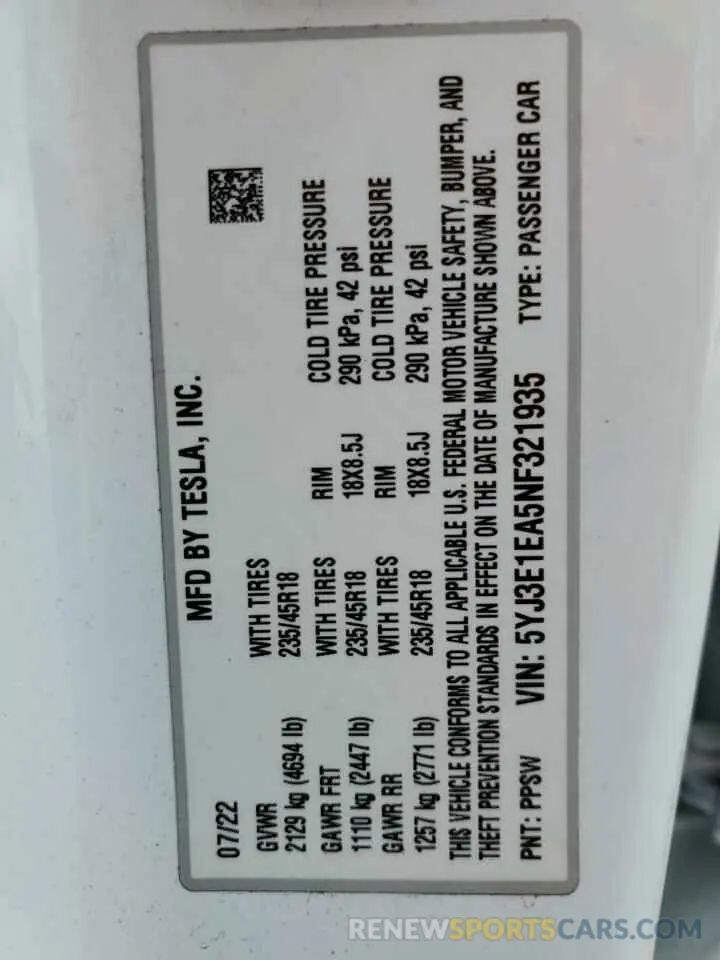 MFD BY TESLA, INC.
07/22
GVWR WITH TIRES
2129 kg (4694 lb) 235/45R18
GAWR FRT WITH TIRES RIM COLD TIRE PRESSURE
1110 kg (2447 lb) 235/45R18 18X8.5J 290 kPa, 42 psi
GAWR RR WITH TIRES RIM COLD TIRE PRESSURE
1257 kg (2771 lb) 235/45R18 18X8.5J 290 kPa, 42 psi
THIS VEHICLE CONFORMS TO ALL APPLICABLE U.S. FEDERAL MOTOR VEHICLE SAFETY, BUMPER, AND
THEFT PREVENTION STANDARDS IN EFFECT ON THE DATE OF MANUFACTURE SHOWN ABOVE.
PNT: PPSW VIN: 5YJ3E1EA5NF321935 TYPE: PASSENGER CAR
RENEWSPORTSCARS.COM